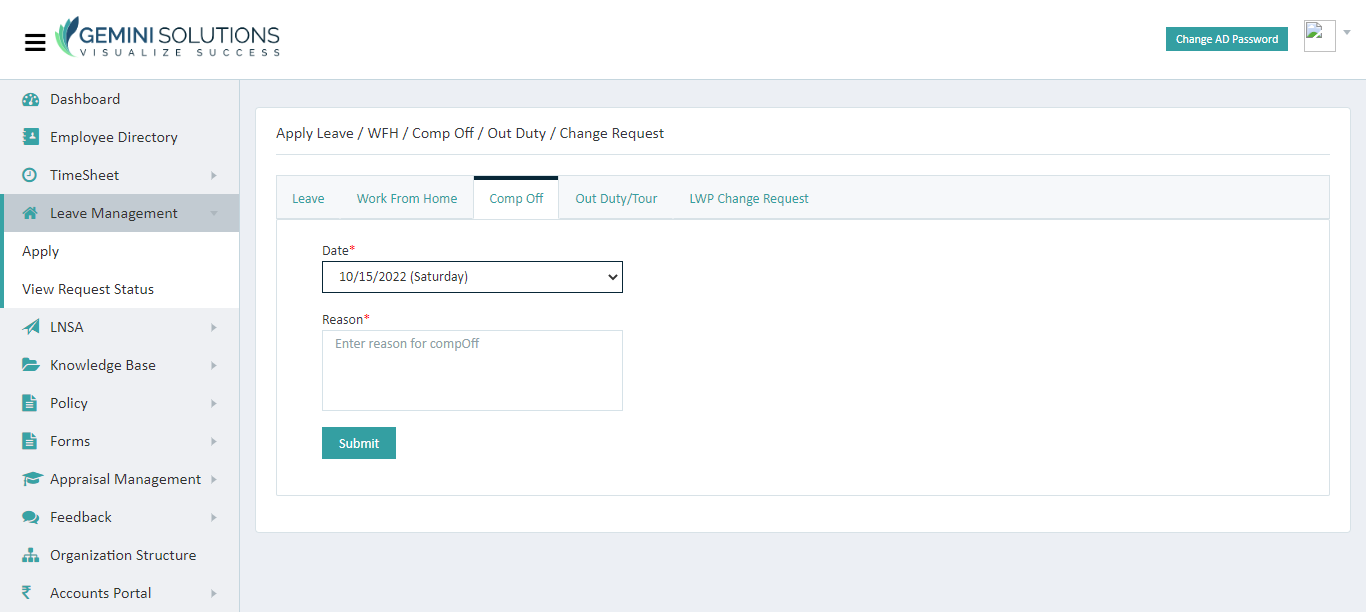 GEMINI SOLUTIONS
VISUALIZE SUCCESS
Change AD Password
Dashboard
Employee Directory
TimeSheet
Leave Management
Apply
View Request Status
LNSA
Knowledge Base
Policy
Forms
Appraisal Management
Feedback
Organization Structure
Accounts Portal
Apply Leave / WFH / Comp Off / Out Duty / Change Request
Leave Work From Home Comp Off Out Duty/Tour LWP Change Request
Date*
10/15/2022 (Saturday)
Reason*
Enter reason for compOff
Submit